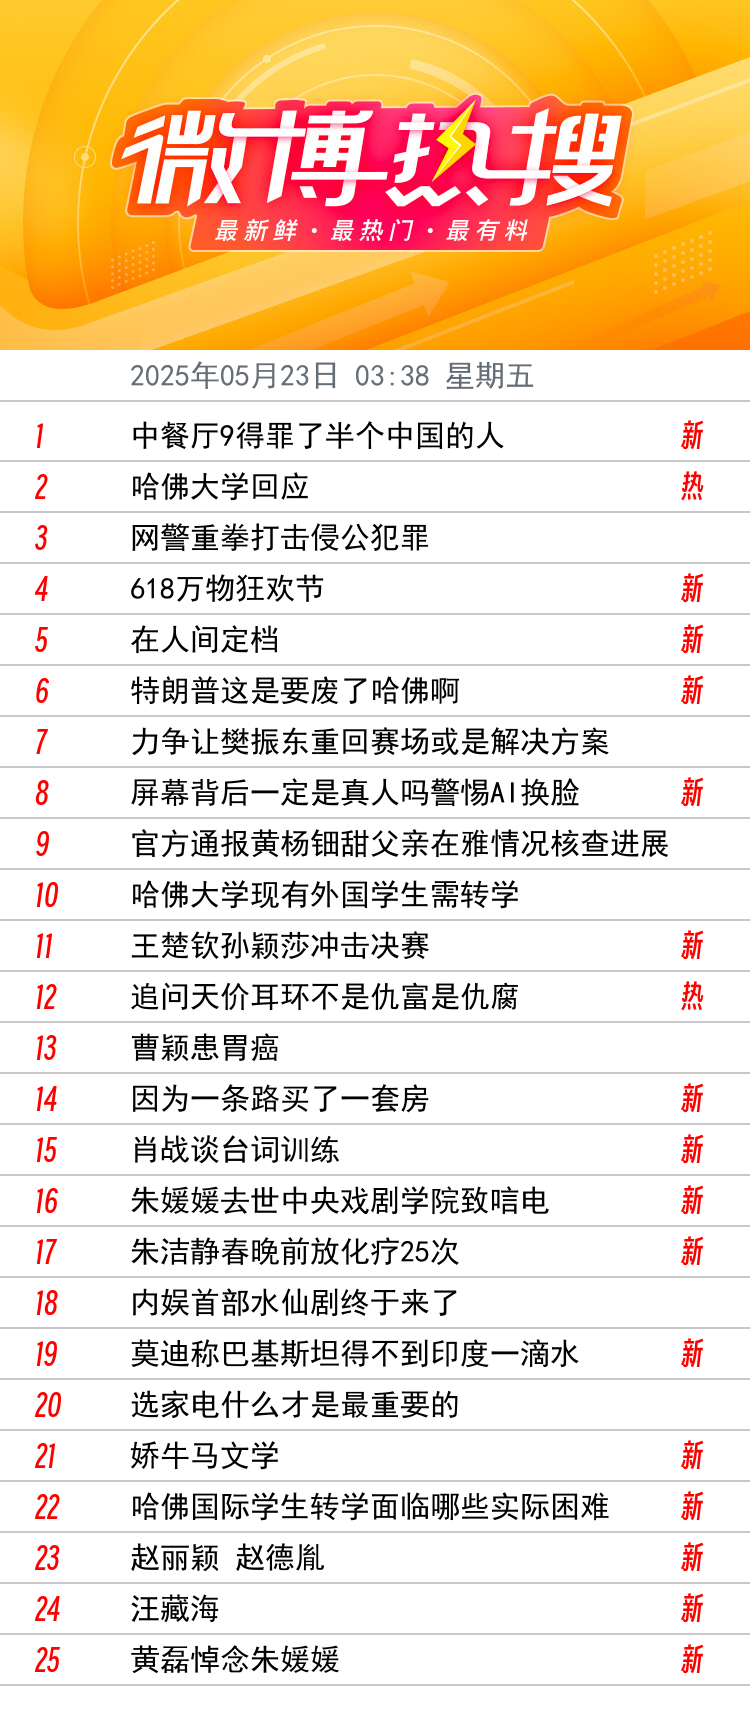 微博热搜
最新鲜·最热门·最有料
2025年05月23日 03:38 星期五
1 中餐厅9得罪了半个中国的人 新
2 哈佛大学回应 热
3 网警重拳打击侵公犯罪
4 618万物狂欢节 新
5 在人间定档 新
6 特朗普这是要废了哈佛啊 新
7 力争让樊振东重回赛场或是解决方案
8 屏幕背后一定是真人吗警惕AI换脸 新
9 官方通报黄杨钿甜父亲在雅情况核查进展
10 哈佛大学现有外国学生需转学
11 王楚钦孙颖莎冲击决赛 新
12 追问天价耳环不是仇富是仇腐 热
13 曹颖患胃癌
14 因为一条路买了一套房 新
15 肖战谈台词训练 新
16 朱媛媛去世中央戏剧学院致唁电 新
17 朱洁静春晚前放化疗25次 新
18 内娱首部水仙剧终于来了
19 莫迪称巴基斯坦得不到印度一滴水 新
20 选家电什么才是最重要的
21 娇牛马文学 新
22 哈佛国际学生转学面临哪些实际困难 新
23 赵丽颖 赵德胤 新
24 汪藏海 新
25 黄磊悼念朱媛媛 新